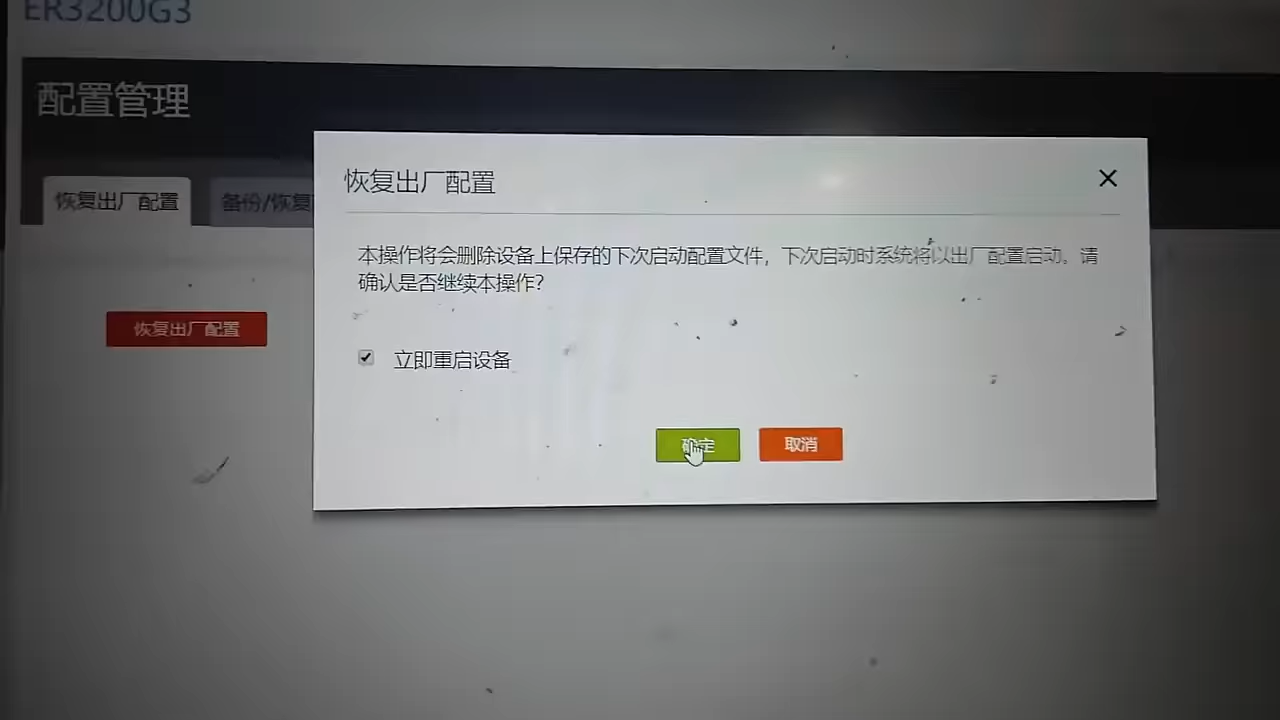 ER3200G3
配置管理
恢复出厂配置
备份/恢复
恢复出厂配置
恢复出厂配置
本操作将会删除设备上保存的下次启动配置文件，下次启动时系统将以出厂配置启动。请
确认是否继续本操作？
立即重启设备
确定
取消